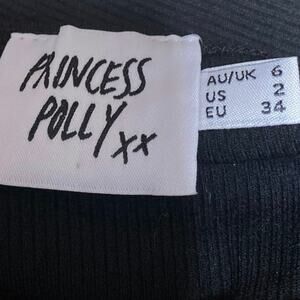 PRINCESS
POLLY xx
AU/UK 6
US 2
EU 34